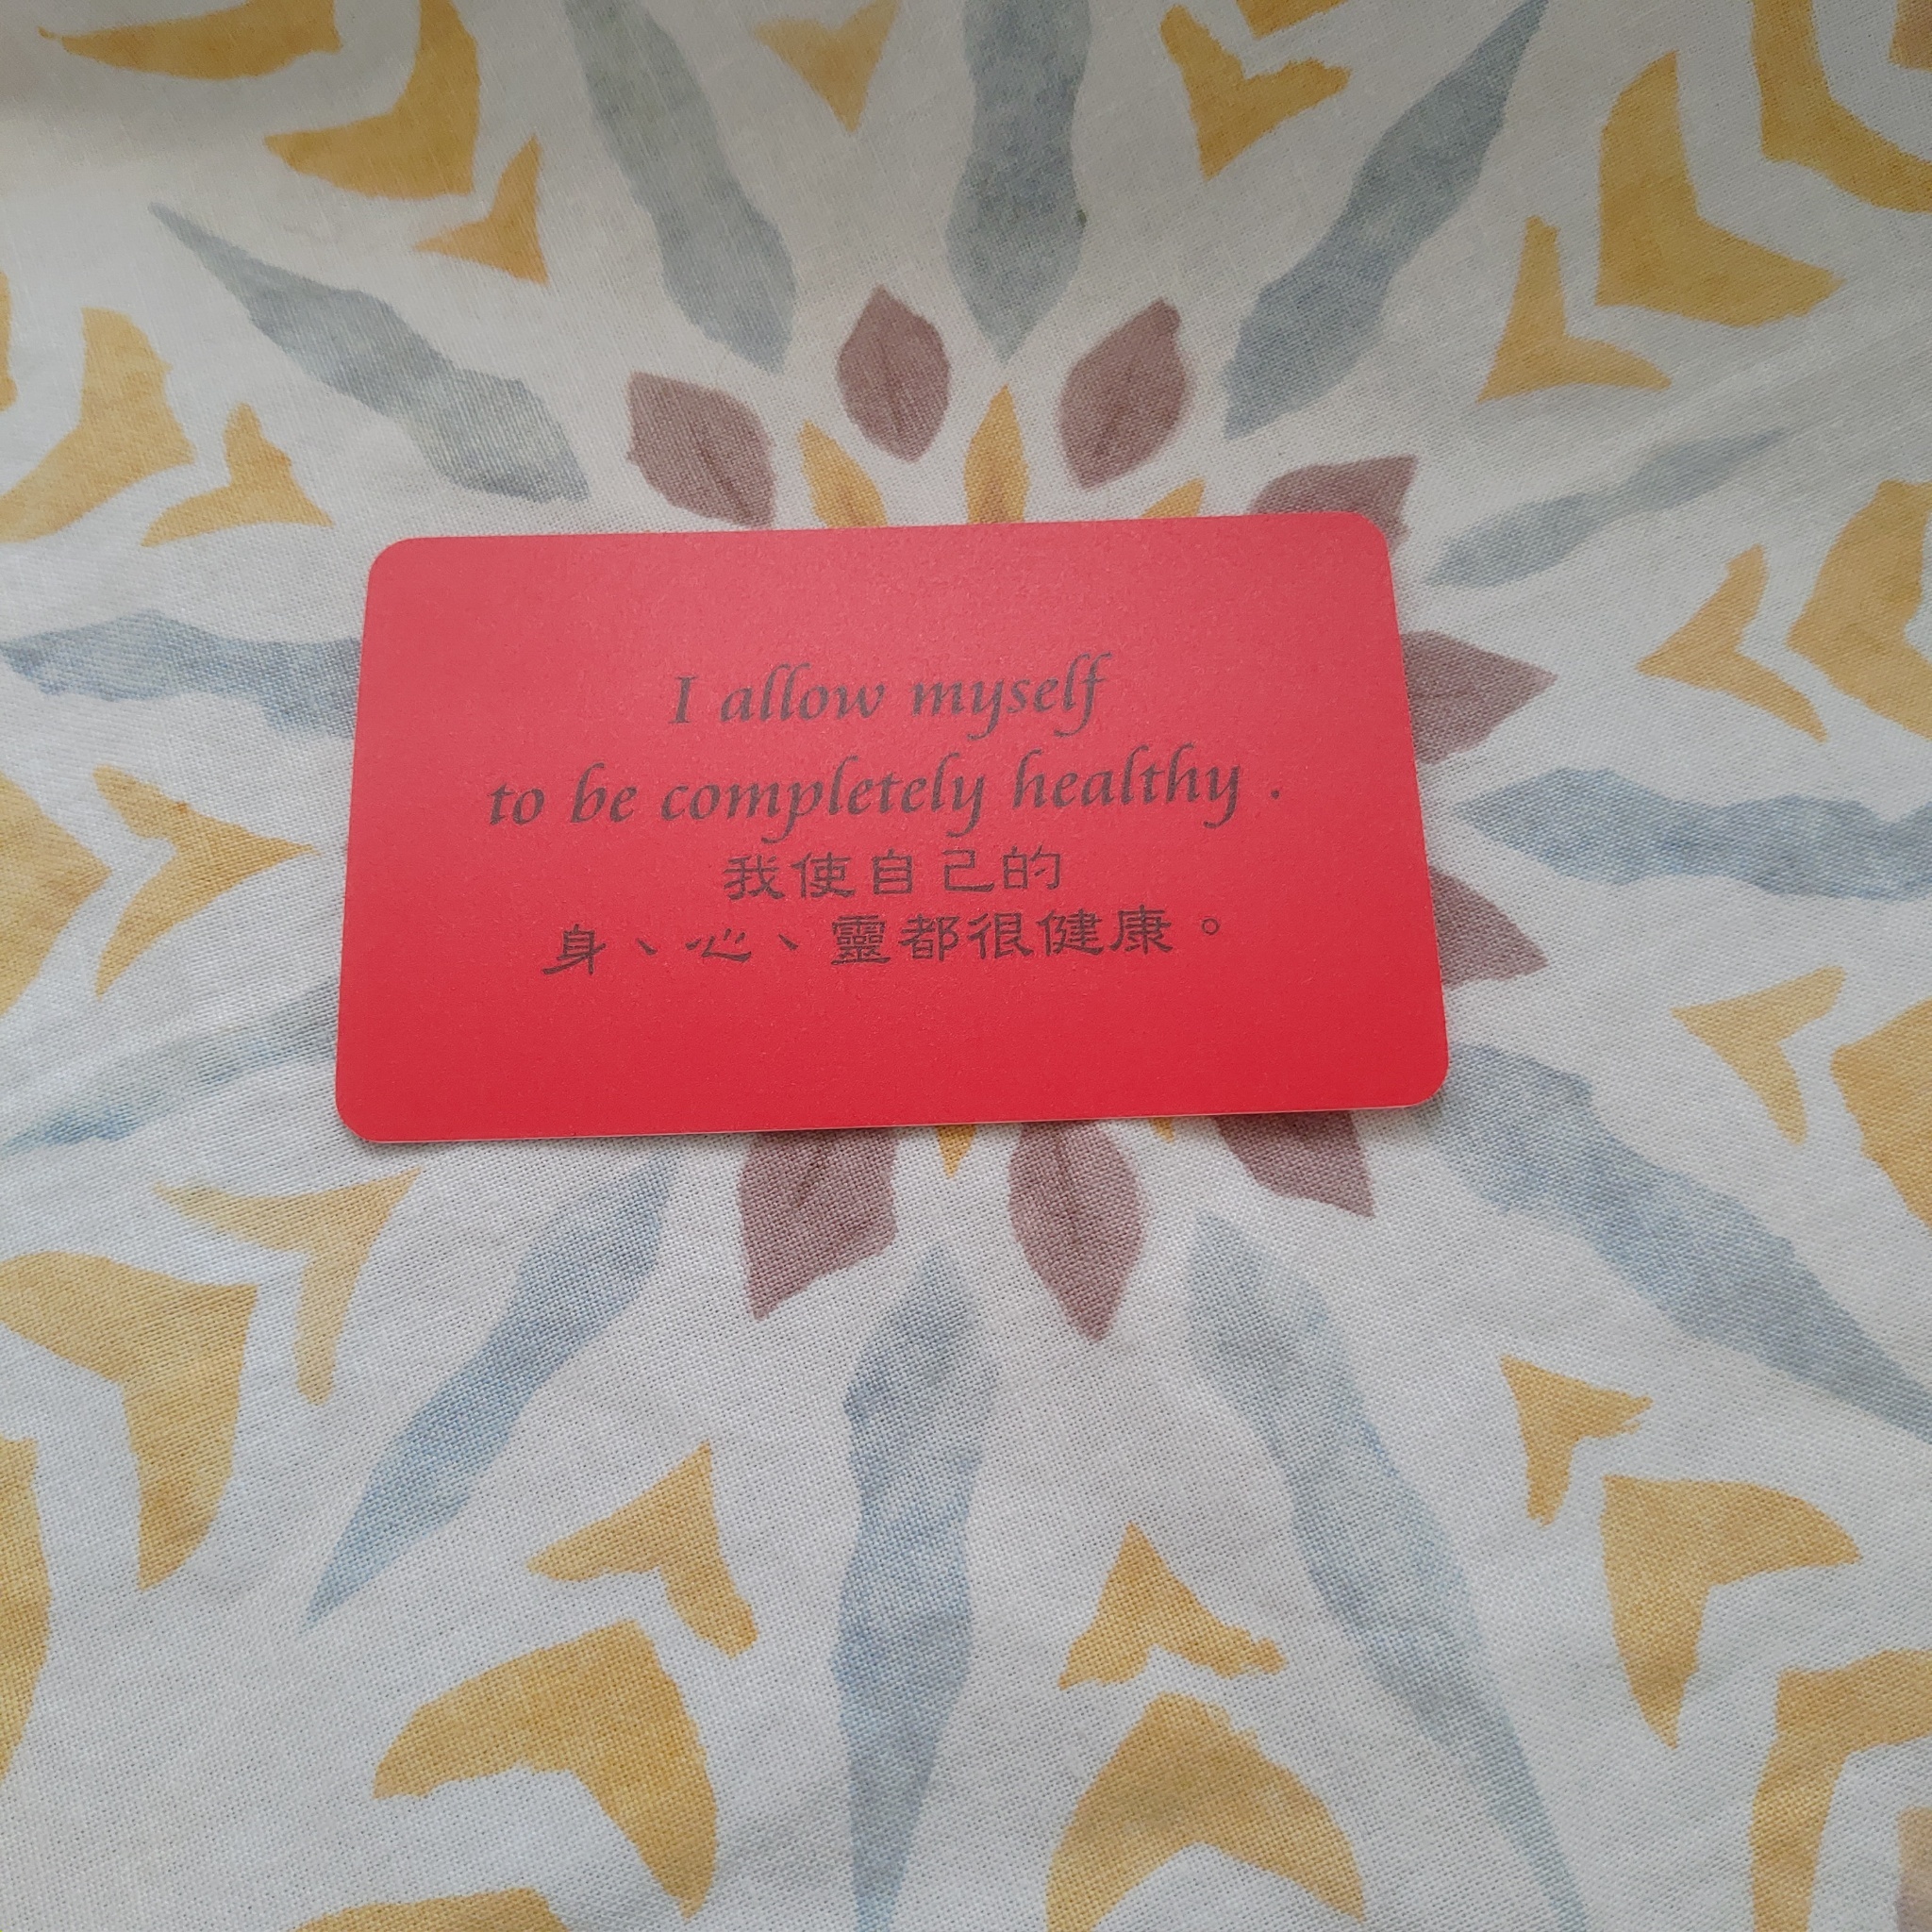 I allow myself
to be completely healthy .
我使自己的
身、心、靈都很健康。